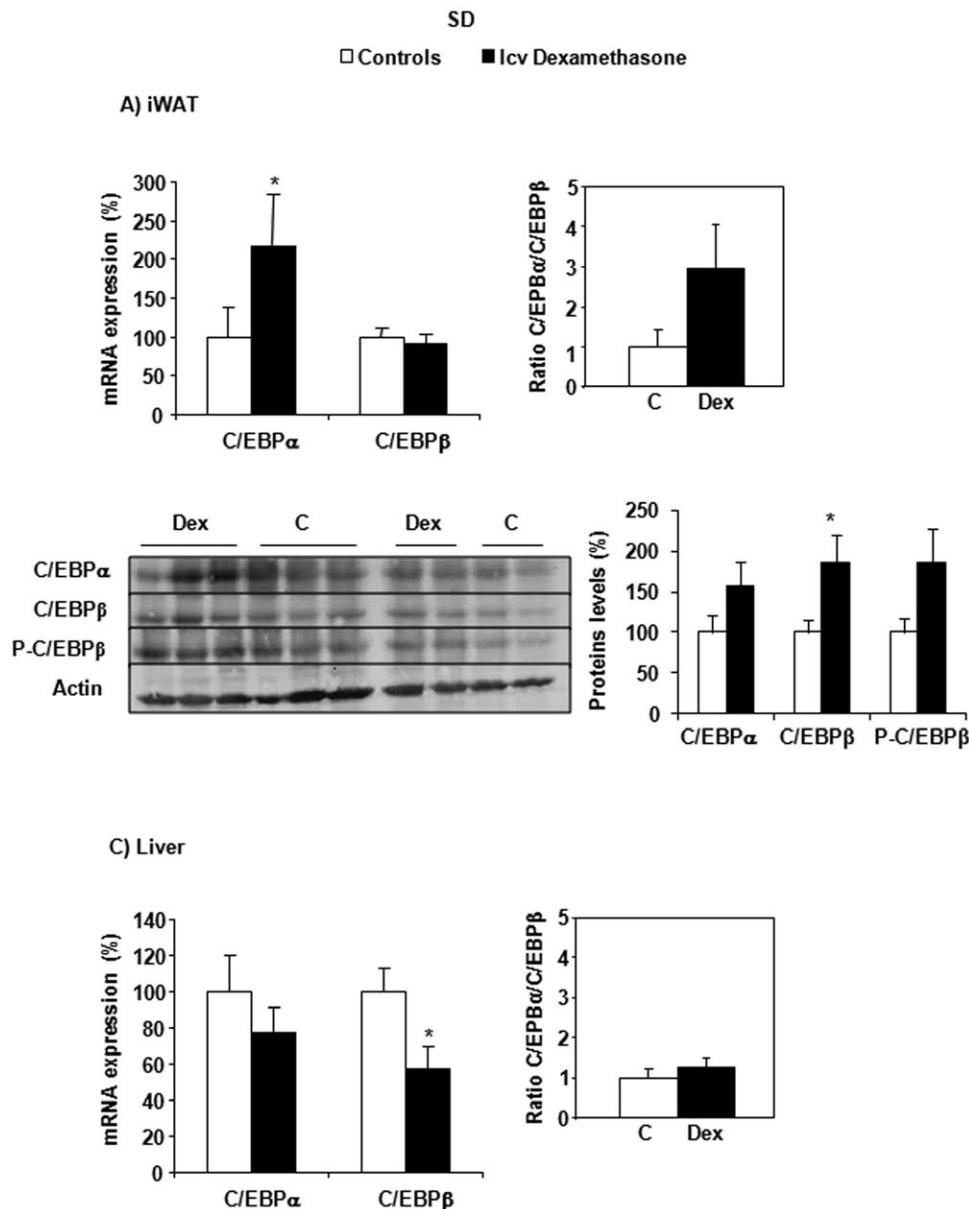 SD
Controls Icv Dexamethasone
A) iWAT
mRNA expression (%)
300
250
200
150
100
50
0
*
C/EBPα C/EBPβ
Ratio C/EPBα/C/EBPβ
5
4
3
2
1
0
C Dex
Dex C Dex C
C/EBPα
C/EBPβ
P-C/EBPβ
Actin
Proteins levels (%)
250
200
150
100
50
0
*
C/EBPα C/EBPβ P-C/EBPβ
C) Liver
mRNA expression (%)
140
120
100
80
60
40
20
0
*
C/EBPα C/EBPβ
Ratio C/EPBα/C/EBPβ
5
4
3
2
1
0
C Dex